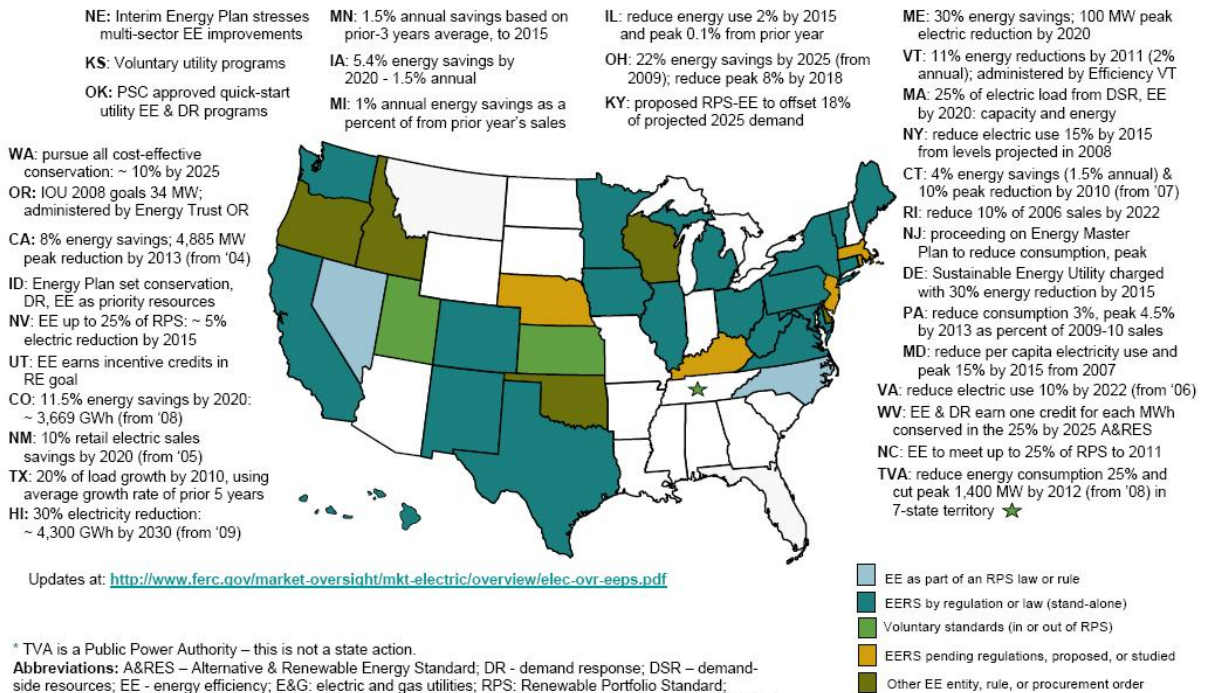 NE: Interim Energy Plan stresses
multi-sector EE improvements
KS: Voluntary utility programs
OK: PSC approved quick-start
utility EE & DR programs
MN: 1.5% annual savings based on
prior-3 years average, to 2015
IA: 5.4% energy savings by
2020 - 1.5% annual
MI: 1% annual energy savings as a
percent of from prior year's sales
IL: reduce energy use 2% by 2015
and peak 0.1% from prior year
OH: 22% energy savings by 2025 (from
2009); reduce peak 8% by 2018
KY: proposed RPS-EE to offset 18%
of projected 2025 demand
ME: 30% energy savings; 100 MW peak
electric reduction by 2020
VT: 11% energy reductions by 2011 (2%
annual); administered by Efficiency VT
MA: 25% of electric load from DSR, EE
by 2020: capacity and energy
NY: reduce electric use 15% by 2015
from levels projected in 2008
CT: 4% energy savings (1.5% annual) &
10% peak reduction by 2010 (from '07)
RI: reduce 10% of 2006 sales by 2022
NJ: proceeding on Energy Master
Plan to reduce consumption, peak
DE: Sustainable Energy Utility charged
with 30% energy reduction by 2015
PA: reduce consumption 3%, peak 4.5%
by 2013 as percent of 2009-10 sales
MD: reduce per capita electricity use and
peak 15% by 2015 from 2007
VA: reduce electric use 10% by 2022 (from '06)
WV: EE & DR earn one credit for each MWh
conserved in the 25% by 2025 A&RES
NC: EE to meet up to 25% of RPS to 2011
TVA: reduce energy consumption 25% and
cut peak 1,400 MW by 2012 (from '08) in
7-state territory
WA: pursue all cost-effective
conservation: ~ 10% by 2025
OR: IOU 2008 goals 34 MW;
administered by Energy Trust OR
CA: 8% energy savings; 4,885 MW
peak reduction by 2013 (from '04)
ID: Energy Plan set conservation,
DR, EE as priority resources
NV: EE up to 25% of RPS: ~ 5%
electric reduction by 2015
UT: EE earns incentive credits in
RE goal
CO: 11.5% energy savings by 2020:
~ 3,669 GWh (from '08)
NM: 10% retail electric sales
savings by 2020 (from '05)
TX: 20% of load growth by 2010, using
average growth rate of prior 5 years
HI: 30% electricity reduction:
~ 4,300 GWh by 2030 (from '09)
Updates at: http://www.ferc.gov/market-oversight/mkt-electric/overview/elec-ovr-eeps.pdf
EE as part of an RPS law or rule
EERS by regulation or law (stand-alone)
Voluntary standards (in or out of RPS)
EERS pending regulations, proposed, or studied
Other EE entity, rule, or procurement order
* TVA is a Public Power Authority – this is not a state action.
Abbreviations: A&RES – Alternative & Renewable Energy Standard; DR - demand response; DSR – demand-
side resources; EE - energy efficiency; E&G: electric and gas utilities; RPS: Renewable Portfolio Standard;